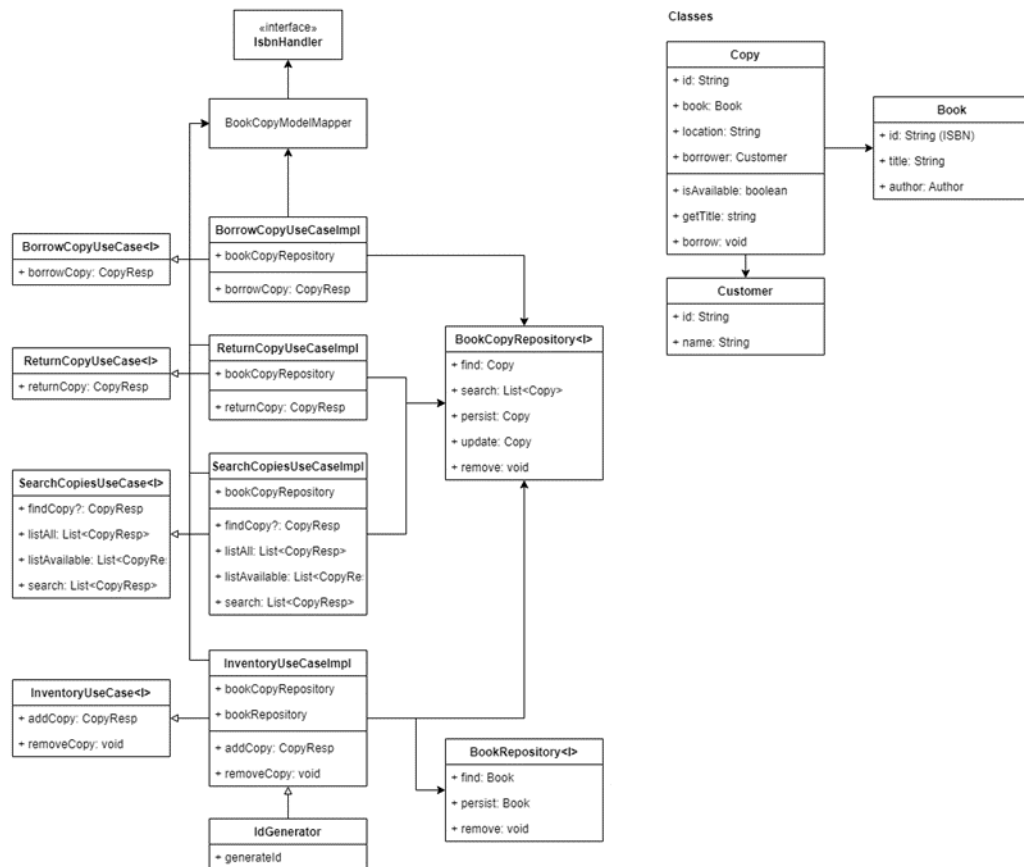 «interface»
IsbnHandler
BookCopyModelMapper
BorrowCopyUseCase<I>
+ borrowCopy: CopyResp
BorrowCopyUseCaseImpl
+ bookCopyRepository
+ borrowCopy: CopyResp
ReturnCopyUseCase<I>
+ returnCopy: CopyResp
ReturnCopyUseCaseImpl
+ bookCopyRepository
+ returnCopy: CopyResp
SearchCopiesUseCase<I>
+ findCopy?: CopyResp
+ listAll: List<CopyResp>
+ listAvailable: List<CopyRe
+ search: List<CopyResp>
SearchCopiesUseCaseImpl
+ bookCopyRepository
+ findCopy?: CopyResp
+ listAll: List<CopyResp>
+ listAvailable: List<CopyRe
+ search: List<CopyResp>
InventoryUseCase<I>
+ addCopy: CopyResp
+ removeCopy: void
InventoryUseCaseImpl
+ bookCopyRepository
+ bookRepository
+ addCopy: CopyResp
+ removeCopy: void
IdGenerator
+ generateId
BookCopyRepository<I>
+ find: Copy
+ search: List<Copy>
+ persist: Copy
+ update: Copy
+ remove: void
BookRepository<I>
+ find: Book
+ persist: Book
+ remove: void
Classes
Copy
+ id: String
+ book: Book
+ location: String
+ borrower: Customer
+ isAvailable: boolean
+ getTitle: string
+ borrow: void
Book
+ id: String (ISBN)
+ title: String
+ author: Author
Customer
+ id: String
+ name: String